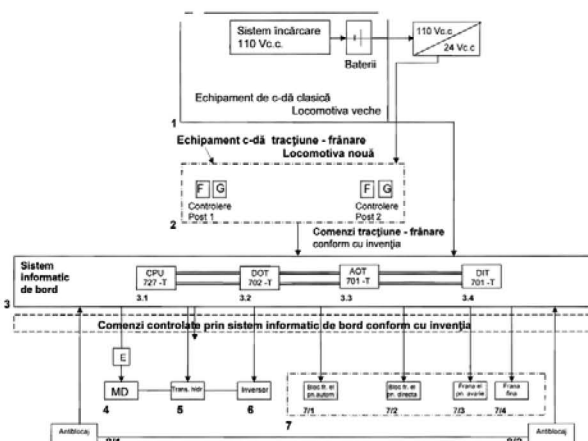 Sistem încărcare
110 Vc.c.
Baterii
110 Vc.c
24 Vc.c
Echipament de c-dă clasică
Locomotiva veche
1
Echipament c-dă tracţiune - frânare
Locomotiva nouă
F G
F G
Controlere
Post 1
Controlere
Post 2
2
Comenzi tracţiune - frânare
conform cu invenţia
Sistem
informatic
de bord
CPU
727 -T
DOT
702 -T
AOT
701 -T
DIT
701 -T
3
3.1
3.2
3.3
3.4
Comenzi controlate prin sistem informatic de bord conform cu invenţia
E
MD
Trans. hidr
Inversor
Bloc fr. el
pn.autom
Bloc fr. el
pn. directa
Frana el
pn. avarie
Frana
fina
4
5
6
7/1
7/2
7/3
7/4
7
Antiblocaj
Antiblocaj